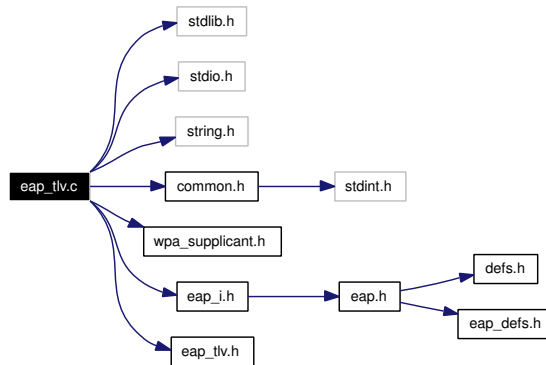 stdlib.h
stdio.h
string.h
eap_tlv.c
common.h
stdint.h
wpa_supplicant.h
defs.h
eap_i.h
eap.h
eap_defs.h
eap_tlv.h